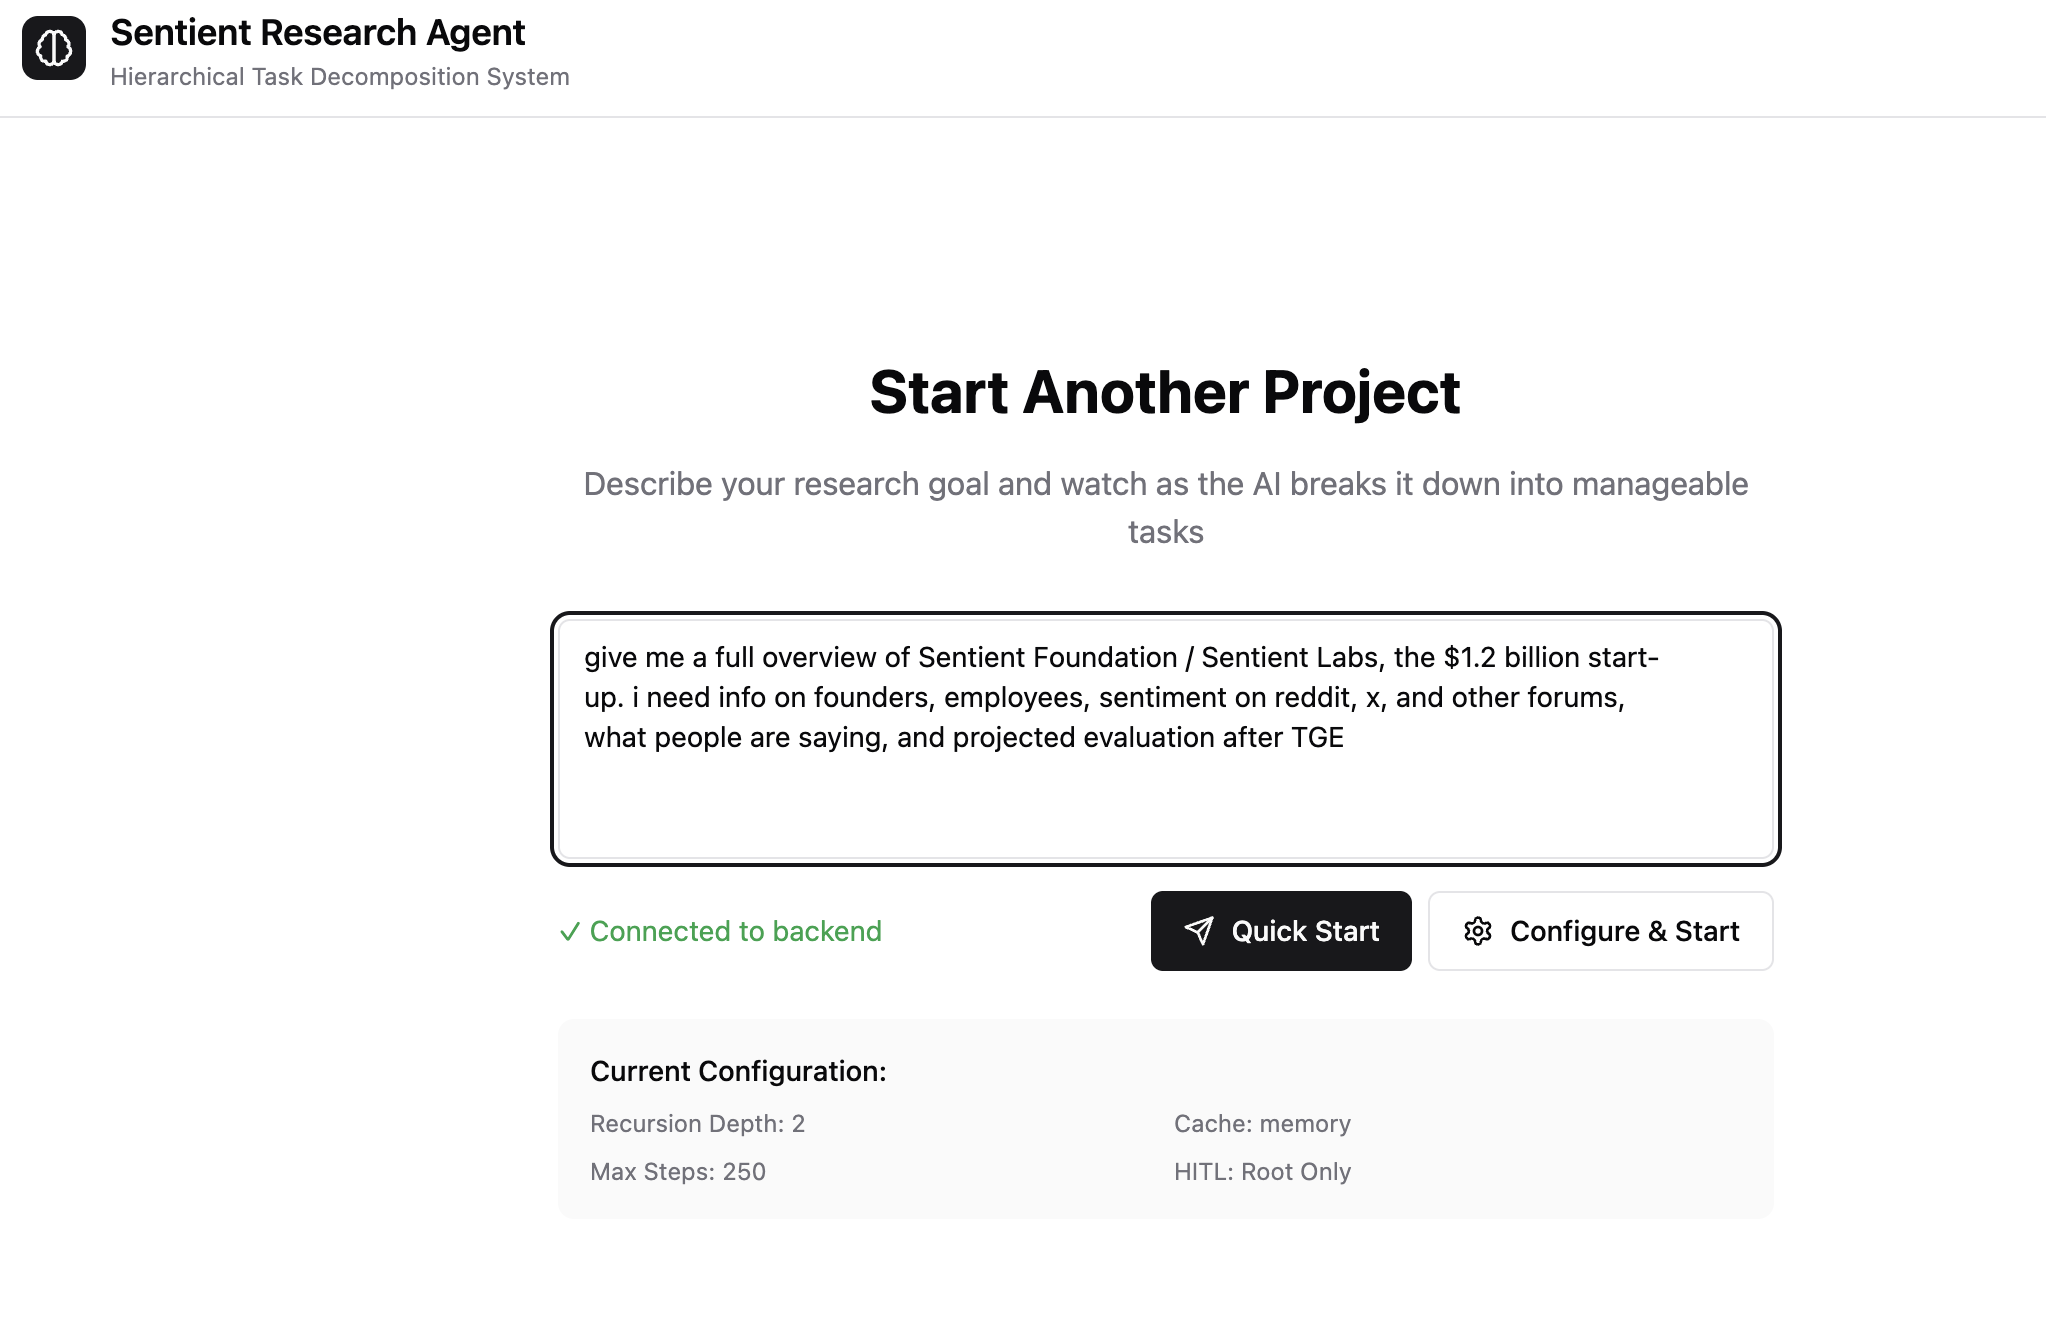 Sentient Research Agent
Hierarchical Task Decomposition System
Start Another Project
Describe your research goal and watch as the AI breaks it down into manageable
tasks
give me a full overview of Sentient Foundation / Sentient Labs, the $1.2 billion start-
up. i need info on founders, employees, sentiment on reddit, x, and other forums,
what people are saying, and projected evaluation after TGE
✓ Connected to backend
Quick Start
Configure & Start
Current Configuration:
Recursion Depth: 2
Cache: memory
Max Steps: 250
HITL: Root Only